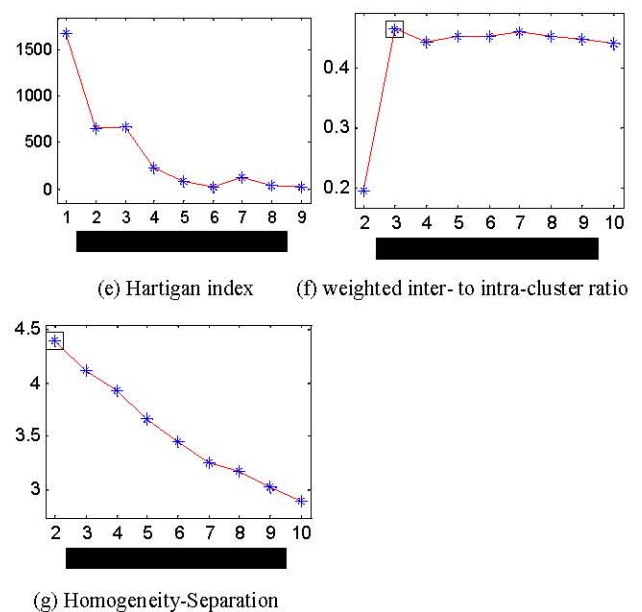 1500
1000
500
0
1 2 3 4 5 6 7 8 9
(e) Hartigan index
0.4
0.3
0.2
2 3 4 5 6 7 8 9 10
(f) weighted inter- to intra-cluster ratio
4.5
4
3.5
3
2 3 4 5 6 7 8 9 10
(g) Homogeneity-Separation